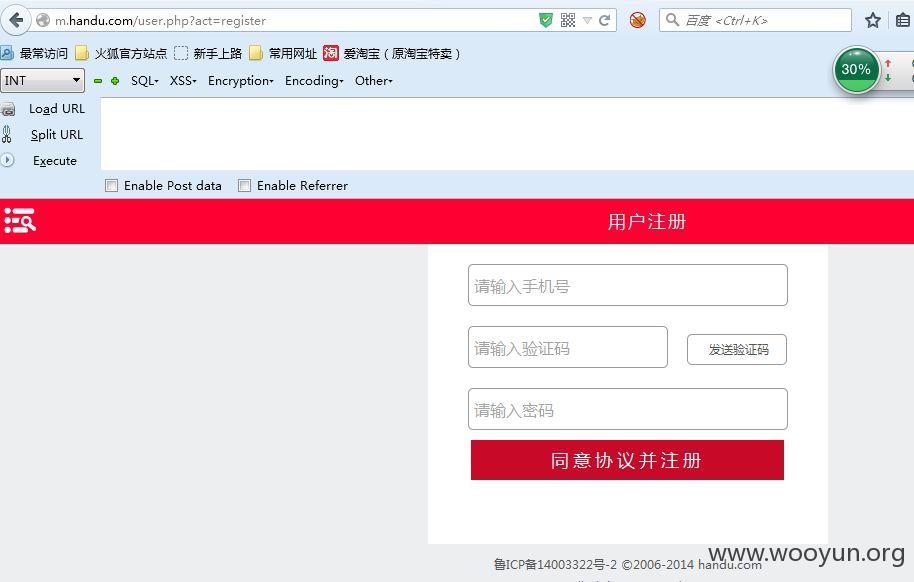 m.handu.com/user.php?act=register
百度 <Ctrl+K>
最常访问 火狐官方站点 新手上路 常用网址 淘 爱淘宝（原淘宝特卖）
INT SQL XSS Encryption Encoding Other
30%
Load URL
Split URL
Execute
Enable Post data Enable Referrer
用户注册
请输入手机号
请输入验证码 发送验证码
请输入密码
同意协议并注册
www.wooyun.org
鲁ICP备14003322号-2 ©2006-2014 handu.com